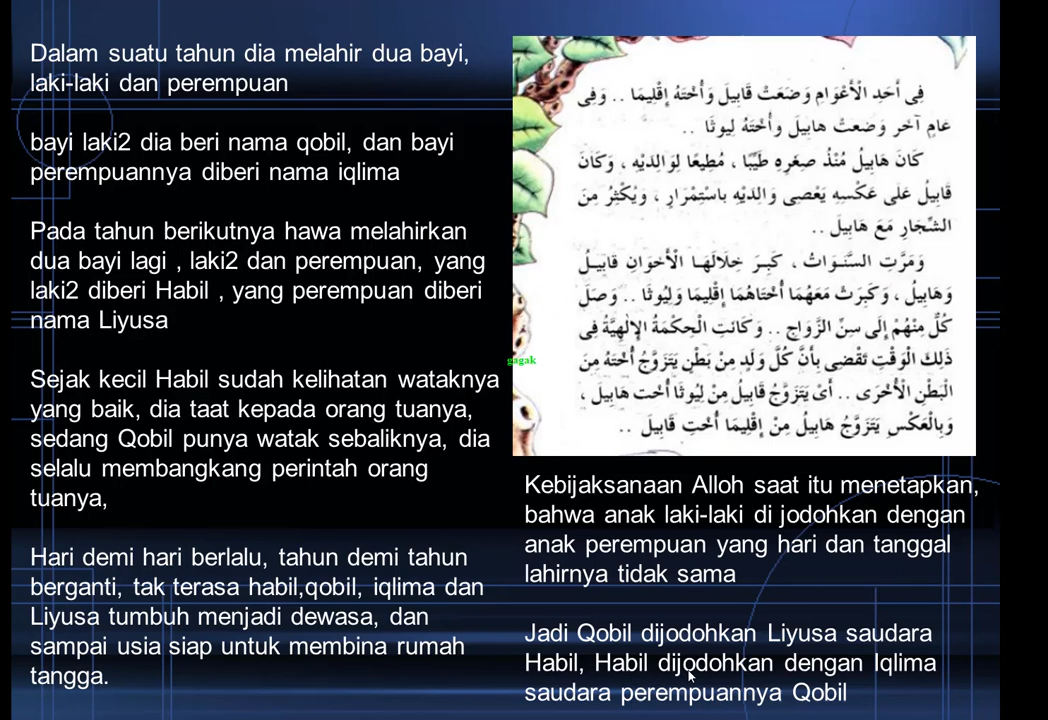 Dalam suatu tahun dia melahir dua bayi,
laki-laki dan perempuan
bayi laki2 dia beri nama qobil, dan bayi
perempuannya diberi nama iqlima
Pada tahun berikutnya hawa melahirkan
dua bayi lagi , laki2 dan perempuan, yang
laki2 diberi Habil , yang perempuan diberi
nama Liyusa
Sejak kecil Habil sudah kelihatan wataknya
yang baik, dia taat kepada orang tuanya,
sedang Qobil punya watak sebaliknya, dia
selalu membangkang perintah orang
tuanya,
Hari demi hari berlalu, tahun demi tahun
berganti, tak terasa habil,qobil, iqlima dan
Liyusa tumbuh menjadi dewasa, dan
sampai usia siap untuk membina rumah
tangga.
فِى أَحَدِ الْأَعْوَامِ وَضَعَتْ قَابِيلَ وَأُخْتَهُ إِقْلِيمَا .. وَفِى
عَامٍ آخَرَ وَضَعتْ هابِيلَ وأُخْتَهُ لِيوثَا ..
كَانَ هَابِيلُ مُنْذُ صِغَرِهِ طَيِّبًا ، مُطِيعًا لِوَالِدَيْهِ ، وَكَانَ
قَابِيلُ عَلَى عَكْسِهِ يَعْصِى وَالِدَيْهِ باسْتِمْرَارٍ ، ويُكْثِرُ مِنَ
الشِّجَارِ مَعَ هَابِيلَ ..
وَمَرَّتِ السَّنَوَاتُ ، كَبِرَ خِلَالَهَا الْأَخَوَانِ قابِيلُ
وَهَابِيلُ ، وَكَبِرَتْ مَعَهُمَا أُخْتَاهُمَا إِقْلِيمَا وَلِيُوثَا .. وَصَلَ
كُلٌّ مِنْهُمْ إِلَى سِنِّ الزَّوَاجِ .. وَكَانَتِ الْحِكْمَةُ الْإِلَهِيَّةُ فِى
ذَلِكَ الْوَقْتِ تَقْضِى بِأَنَّ كُلَّ وَلَدٍ مِنْ بَطْنٍ يَتَزَوَّجُ أُخْتَهُ مِنَ
الْبَطْنِ الْأُخْرَى .. أَىْ يَتَزَوَّجُ قَابِيلُ مِنْ لِيُوثَا أُخْت هَابِيلَ ،
وَبِالْعَكْسِ يَتَزَوَّجُ هَابِيلُ مِنْ إِقْلِيمَا أُخْتِ قَابِيلَ ..
gagak
Kebijaksanaan Alloh saat itu menetapkan,
bahwa anak laki-laki di jodohkan dengan
anak perempuan yang hari dan tanggal
lahirnya tidak sama
Jadi Qobil dijodohkan Liyusa saudara
Habil, Habil dijodohkan dengan Iqlima
saudara perempuannya Qobil